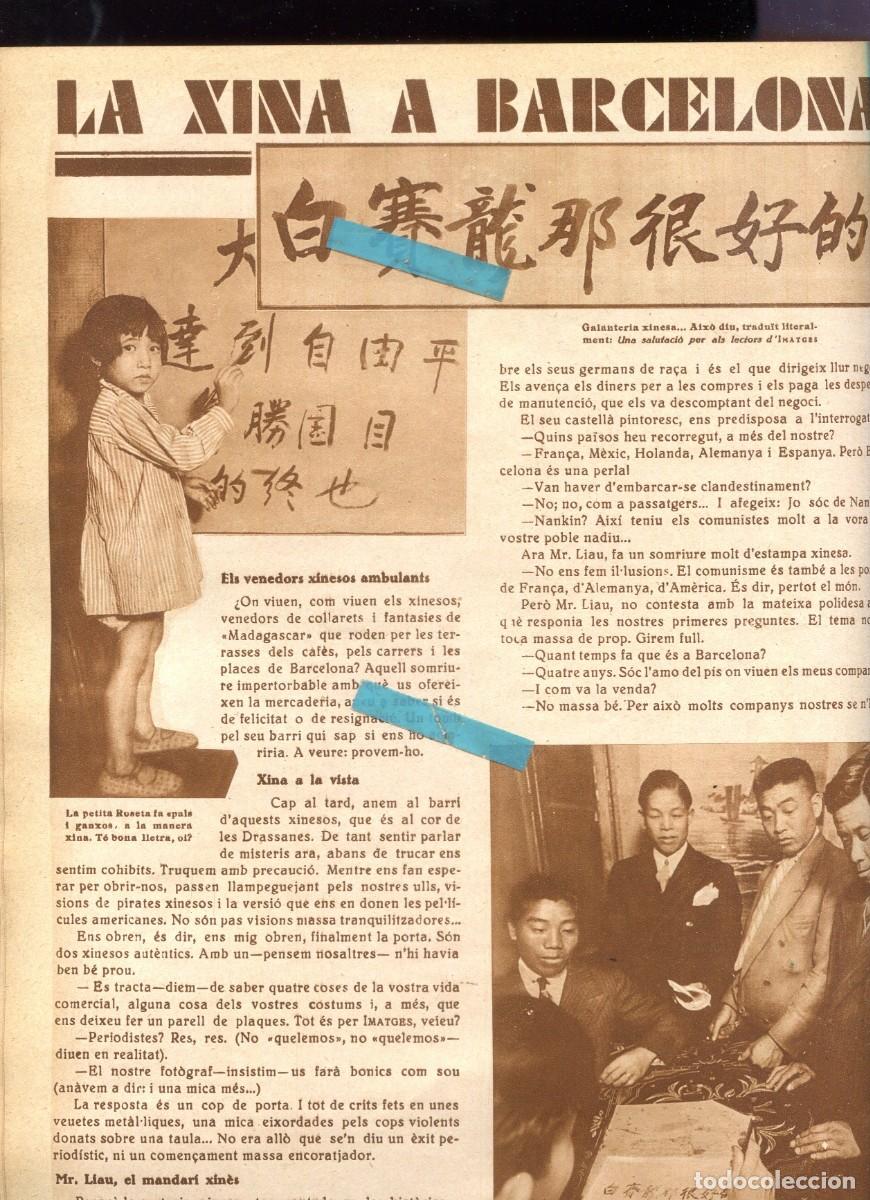 LA XINA A BARCELONA
白賽龍那很好的
大
達到自由平
勝國目
的終也
Galanteria xinesa... Això diu, traduït literal-
ment: Una salutació per als lectors d'IMATGES
La petita Roseta fa «pals
i ganxos» a la manera
xina. Té bona lletra, oi?
Els venedors xinesos ambulants
¿On viuen, com viuen els xinesos,
venedors de collarets i fantasies de
«Madagascar» que roden per les ter-
rasses dels cafès, pels carrers i les
places de Barcelona? Aquell somriu-
re impertorbable amb què us oferei-
xen la mercaderia, aneu a saber si és
de felicitat o de resignació. Un tomb
pel seu barri qui sap si ens ho
riria. A veure: provem-ho.
Xina a la vista
Cap al tard, anem al barri
d'aquests xinesos, que és al cor de
les Drassanes. De tant sentir parlar
de misteris ara, abans de trucar ens
sentim cohibits. Truquem amb precaució. Mentre ens fan espe-
rar per obrir-nos, passen llampeguejant pels nostres ulls, vi-
sions de pirates xinesos i la versió que ens en donen les pel·lí-
cules americanes. No són pas visions massa tranquilitzadores...
Ens obren, és dir, ens mig obren, finalment la porta. Són
dos xinesos autèntics. Amb un—pensem nosaltres— n'hi havia
ben bé prou.
— Es tracta—diem—de saber quatre coses de la vostra vida
comercial, alguna cosa dels vostres costums i, a més, que
ens deixeu fer un parell de plaques. Tot és per IMATGES, veieu?
—Periodistes? Res, res. (No «quelemos», no «quelemos»—
diuen en realitat).
—El nostre fotògraf—insistim—us farà bonics com sou
(anàvem a dir: i una mica més...)
La resposta és un cop de porta. I tot de crits fets en unes
veuetes metàl·liques, una mica eixordades pels cops violents
donats sobre una taula... No era allò que se'n diu un èxit pe-
riodístic, ni un començament massa encoratjador.
Mr. Liau, el mandarí xinès
bre els seus germans de raça i és el que dirigeix llur neg
Els avença els diners per a les compres i els paga les despe
de manutenció, que els va descomptant del negoci.
El seu castellà pintoresc, ens predisposa a l'interrogat
—Quins països heu recorregut, a més del nostre?
— França, Mèxic, Holanda, Alemanya i Espanya. Però B
celona és una perla!
—Van haver d'embarcar-se clandestinament?
—No; no, com a passatgers... I afegeix: Jo sóc de Nan
—Nankin? Així teniu els comunistes molt a la vora
vostre poble nadiu...
Ara Mr. Liau, fa un somriure molt d'estampa xinesa.
—No ens fem il·lusions. El comunisme és també a les po
de França, d'Alemanya, d'Amèrica. És dir, pertot el món.
Però Mr. Liau, no contesta amb la mateixa polidesa a
què responia les nostres primeres preguntes. El tema no
toca massa de prop. Girem full.
—Quant temps fa que és a Barcelona?
—Quatre anys. Sóc l'amo del pis on viuen els meus compan
—I com va la venda?
—No massa bé. Per això molts companys nostres se n'
白賽龍那很好
todocoleccion